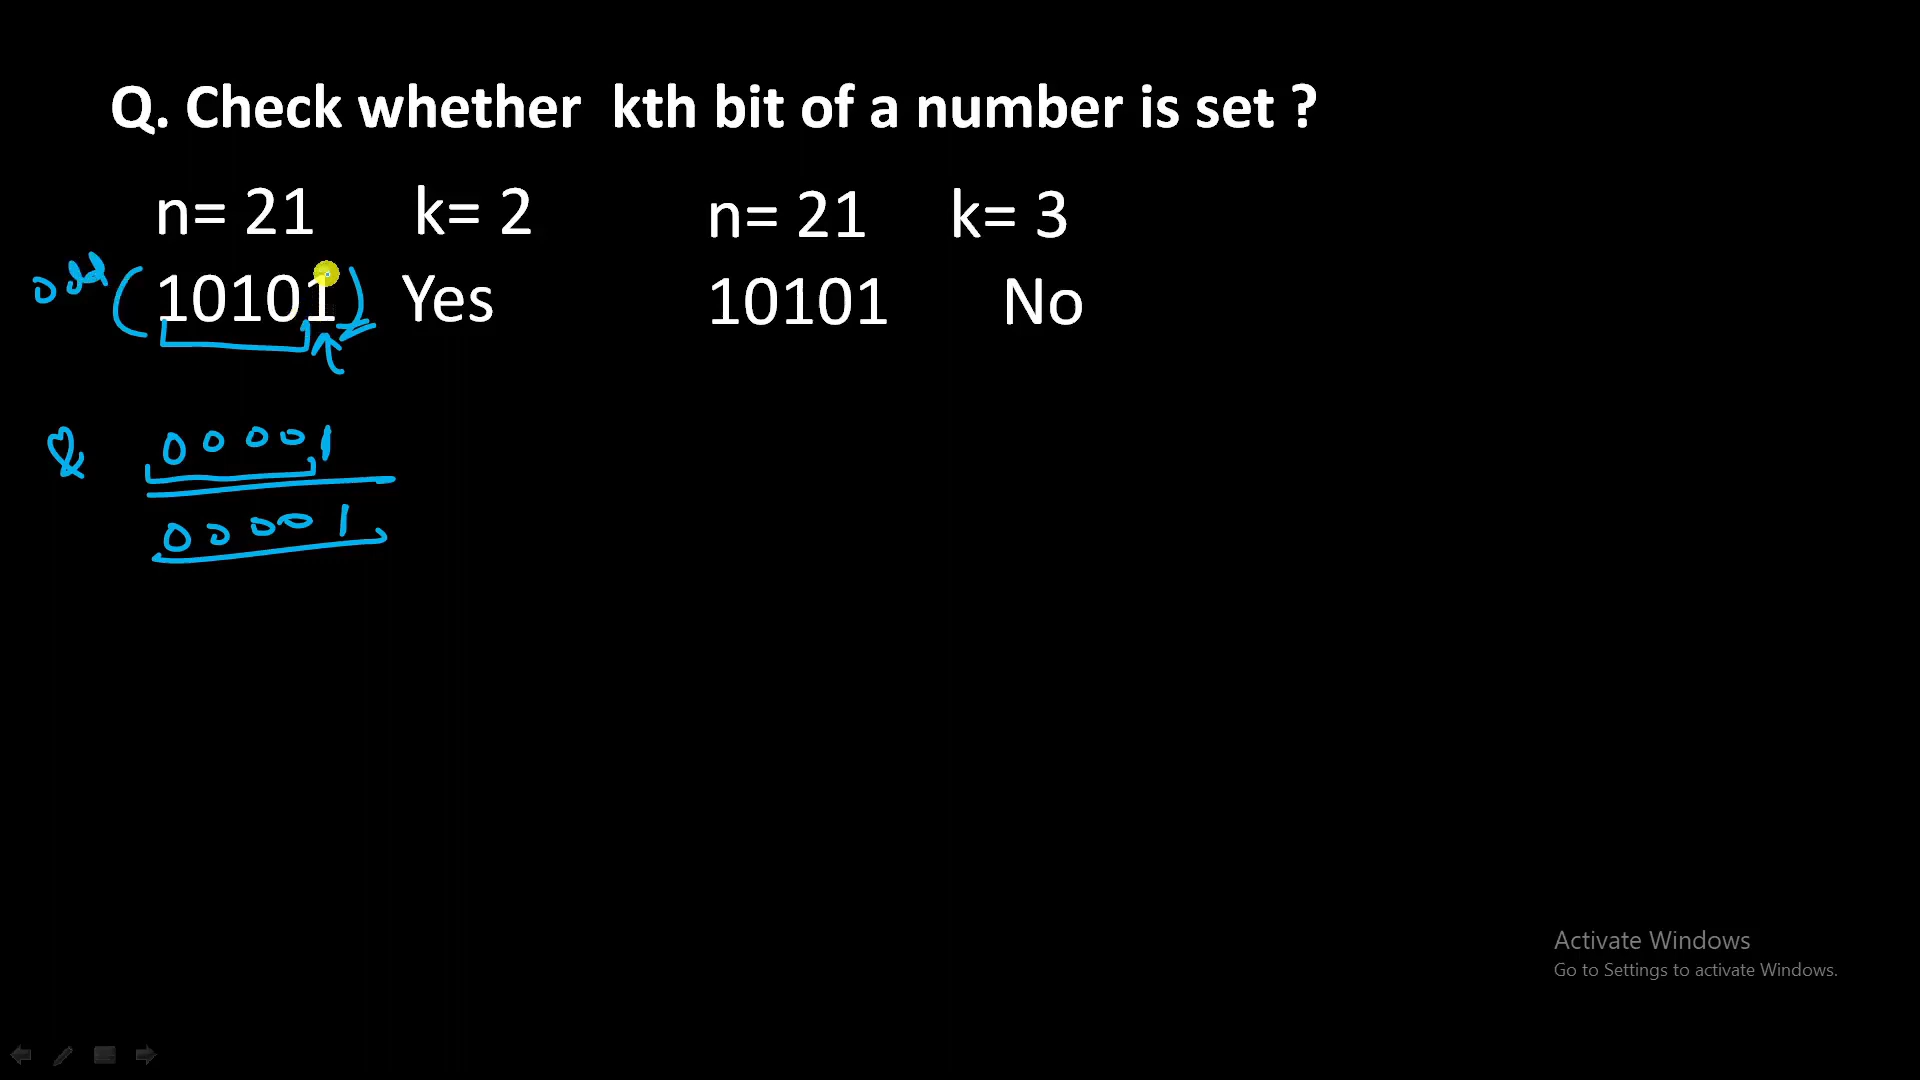 Q. Check whether kth bit of a number is set ?
n= 21 k= 2 n= 21 k= 3
odd ( 10101 ) Yes 10101 No
& 00001
00001
Activate Windows
Go to Settings to activate Windows.